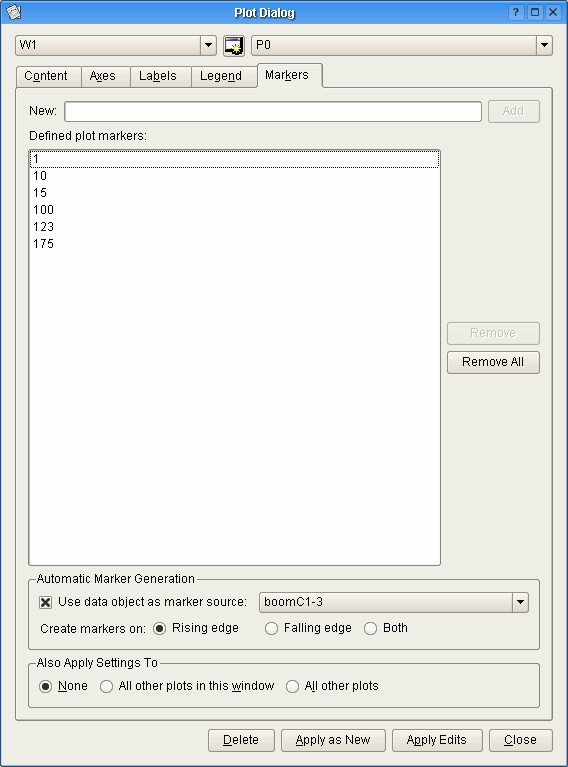 Plot Dialog
W1 P0
Content Axes Labels Legend Markers
New: Add
Defined plot markers:
1
10
15
100
123
175
Remove
Remove All
Automatic Marker Generation
Use data object as marker source: boomC1-3
Create markers on: Rising edge Falling edge Both
Also Apply Settings To
None All other plots in this window All other plots
Delete Apply as New Apply Edits Close